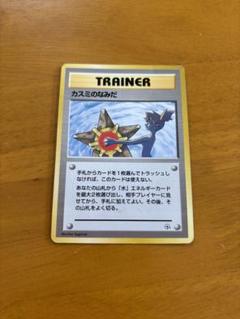 TRAINER
カスミのなみだ
手札からカードを1枚選んでトラッシュし
なければ、このカードは使えない。
あなたの山札から「水」エネルギーカードを
最大2枚選び出し、相手プレイヤーに見せ
てから、手札に加えてよい。その後、そ
の山札をよく切る。